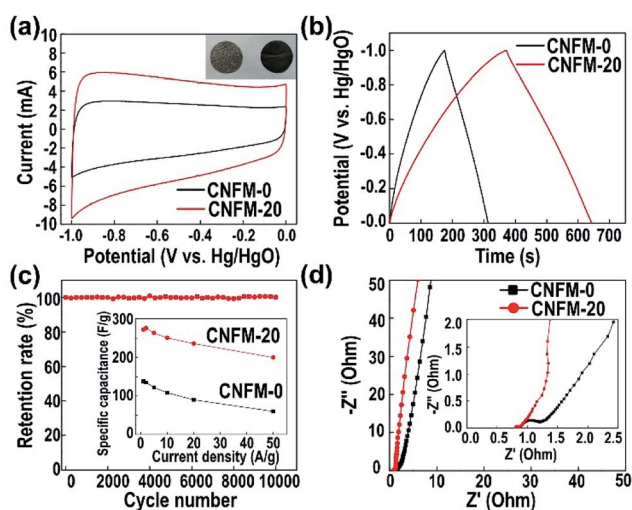 (a)
10
8
6
4
2
0
-2
-4
-6
-8
-10
Current (mA)
CNFM-0
CNFM-20
-1.0 -0.8 -0.6 -0.4 -0.2 0.0
Potential (V vs. Hg/HgO)
(b)
-1.0
-0.8
-0.6
-0.4
-0.2
-0.0
Potential (V vs. Hg/HgO)
CNFM-0
CNFM-20
0 100 200 300 400 500 600 700
Time (s)
(c)
120
100
80
60
40
20
0
Retention rate (%)
Specific capacitance (F/g)
300
200
100
0
CNFM-20
CNFM-0
0 10 20 30 40 50
Current density (A/g)
0 2000 4000 6000 8000 10000
Cycle number
(d)
50
40
30
20
10
0
-Z'' (Ohm)
CNFM-0
CNFM-20
2.0
1.5
1.0
0.5
0.0
-Z'' (Ohm)
0.0 0.5 1.0 1.5 2.0 2.5
Z' (Ohm)
0 10 20 30 40 50
Z' (Ohm)